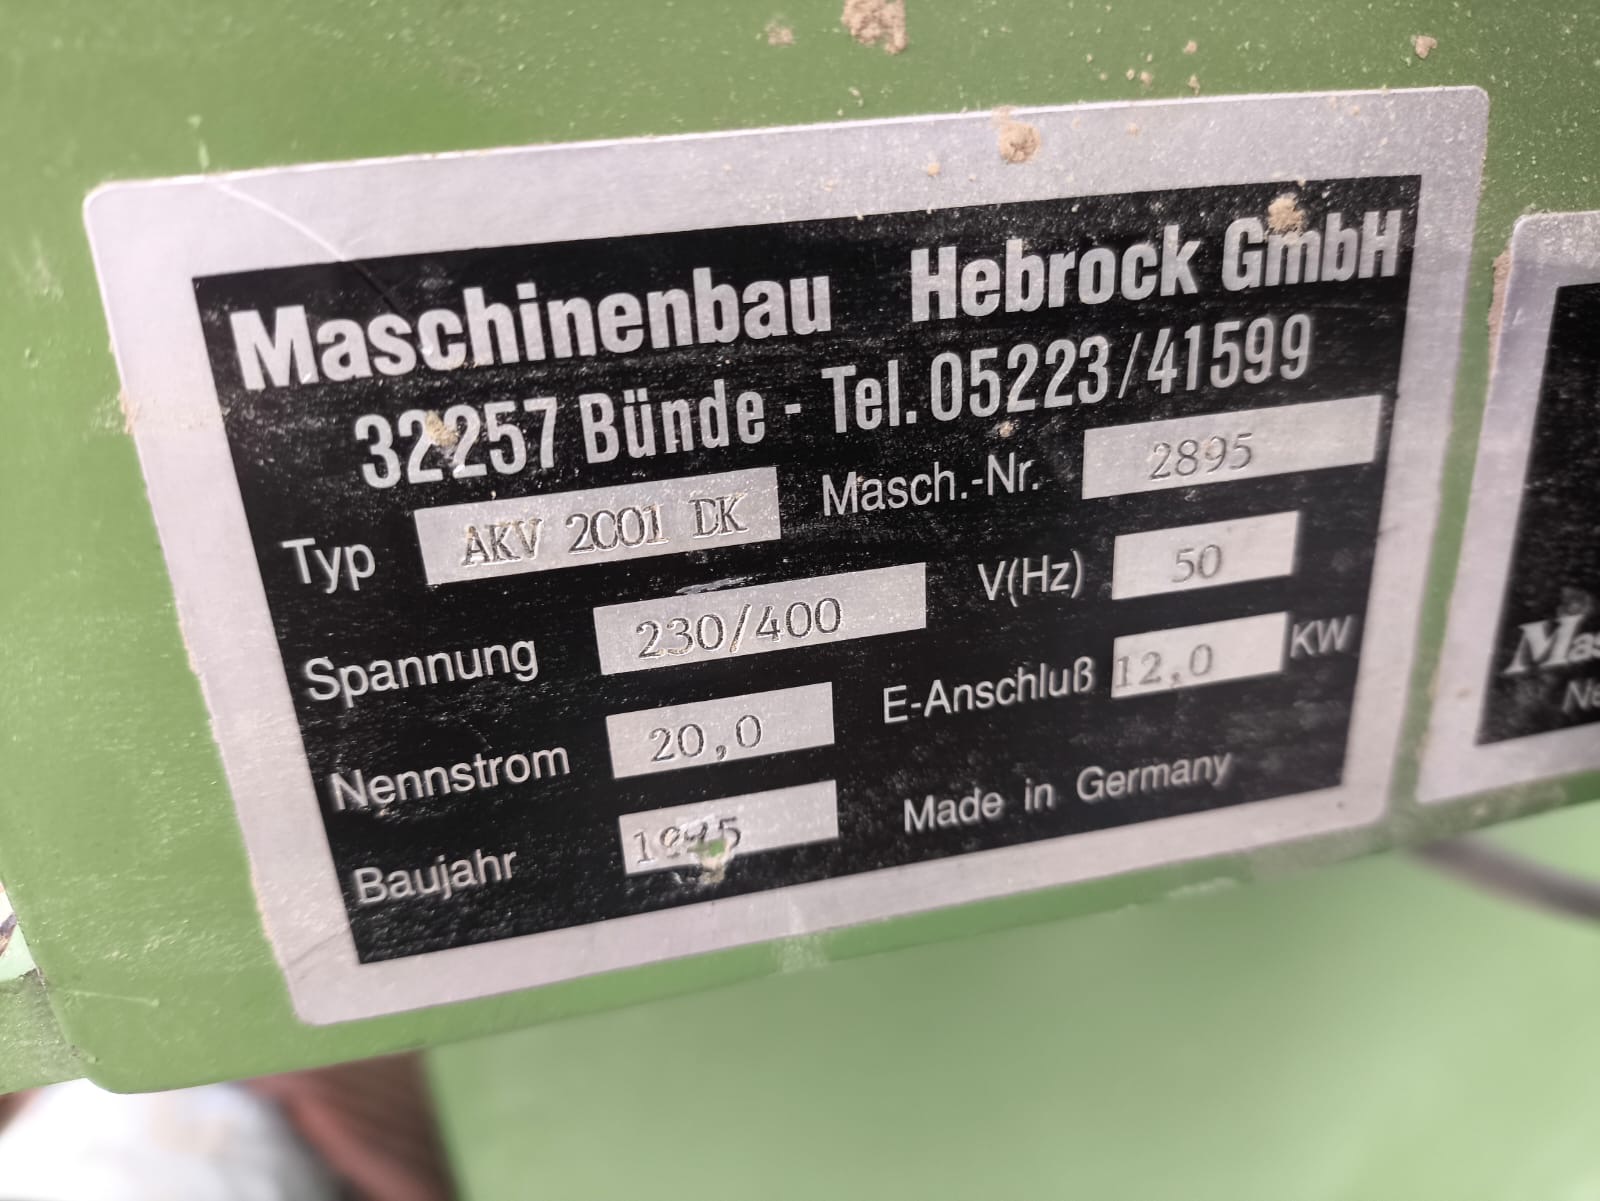 Maschinenbau Hebrock GmbH
32257 Bünde - Tel. 05223/41599
Typ AKV 2001 DK Masch.-Nr. 2895
Spannung 230/400 V(Hz) 50
Nennstrom 20,0 E-Anschluß 12,0 KW
Baujahr Made in Germany